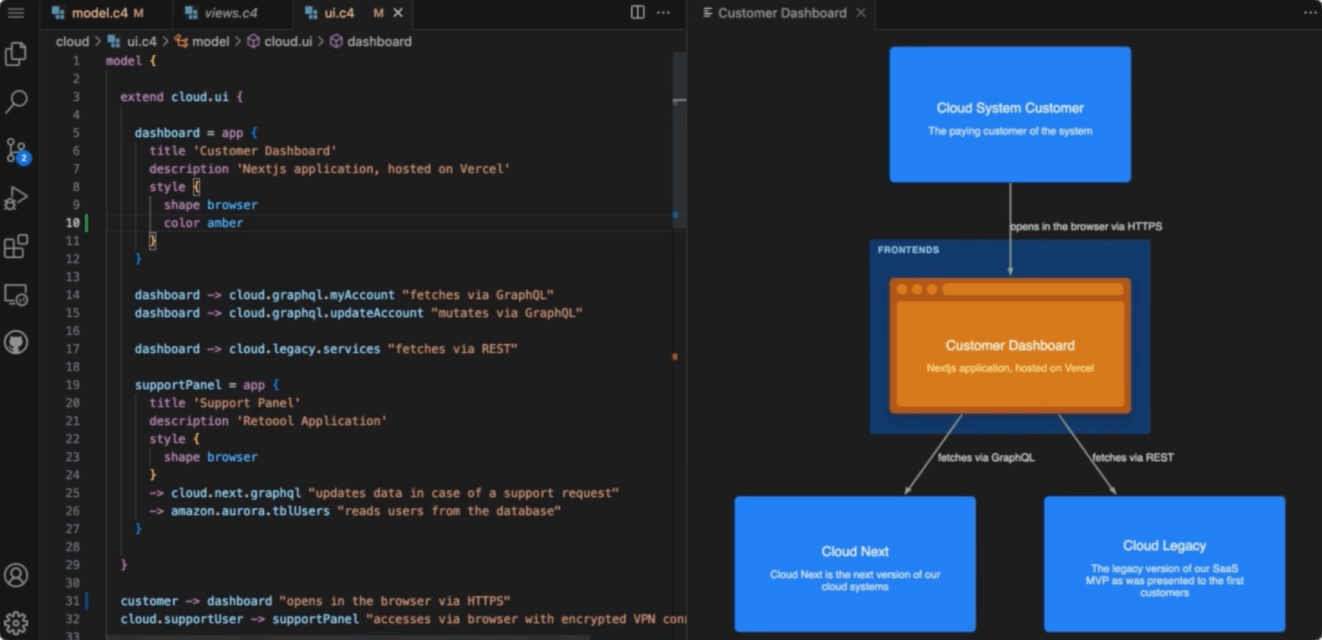 model.c4 M
views.c4
ui.c4 M
Customer Dashboard
cloud > ui.c4 > model > cloud.ui > dashboard
1 model {
2
3 extend cloud.ui {
4
5 dashboard = app {
6 title 'Customer Dashboard'
7 description 'Nextjs application, hosted on Vercel'
8 style {
9 shape browser
10 color amber
11 }
12 }
13
14 dashboard -> cloud.graphql.myAccount "fetches via GraphQL"
15 dashboard -> cloud.graphql.updateAccount "mutates via GraphQL"
16
17 dashboard -> cloud.legacy.services "fetches via REST"
18
19 supportPanel = app {
20 title 'Support Panel'
21 description 'Retoool Application'
22 style {
23 shape browser
24 }
25 -> cloud.next.graphql "updates data in case of a support request"
26 -> amazon.aurora.tblUsers "reads users from the database"
27 }
28
29 }
30
31 customer -> dashboard "opens in the browser via HTTPS"
32 cloud.supportUser -> supportPanel "accesses via browser with encrypted VPN con
33
2
Cloud System Customer
The paying customer of the system
opens in the browser via HTTPS
FRONTENDS
Customer Dashboard
Nextjs application, hosted on Vercel
fetches via GraphQL
fetches via REST
Cloud Next
Cloud Next is the next version of our
cloud systems
Cloud Legacy
The legacy version of our SaaS
MVP as was presented to the first
customers